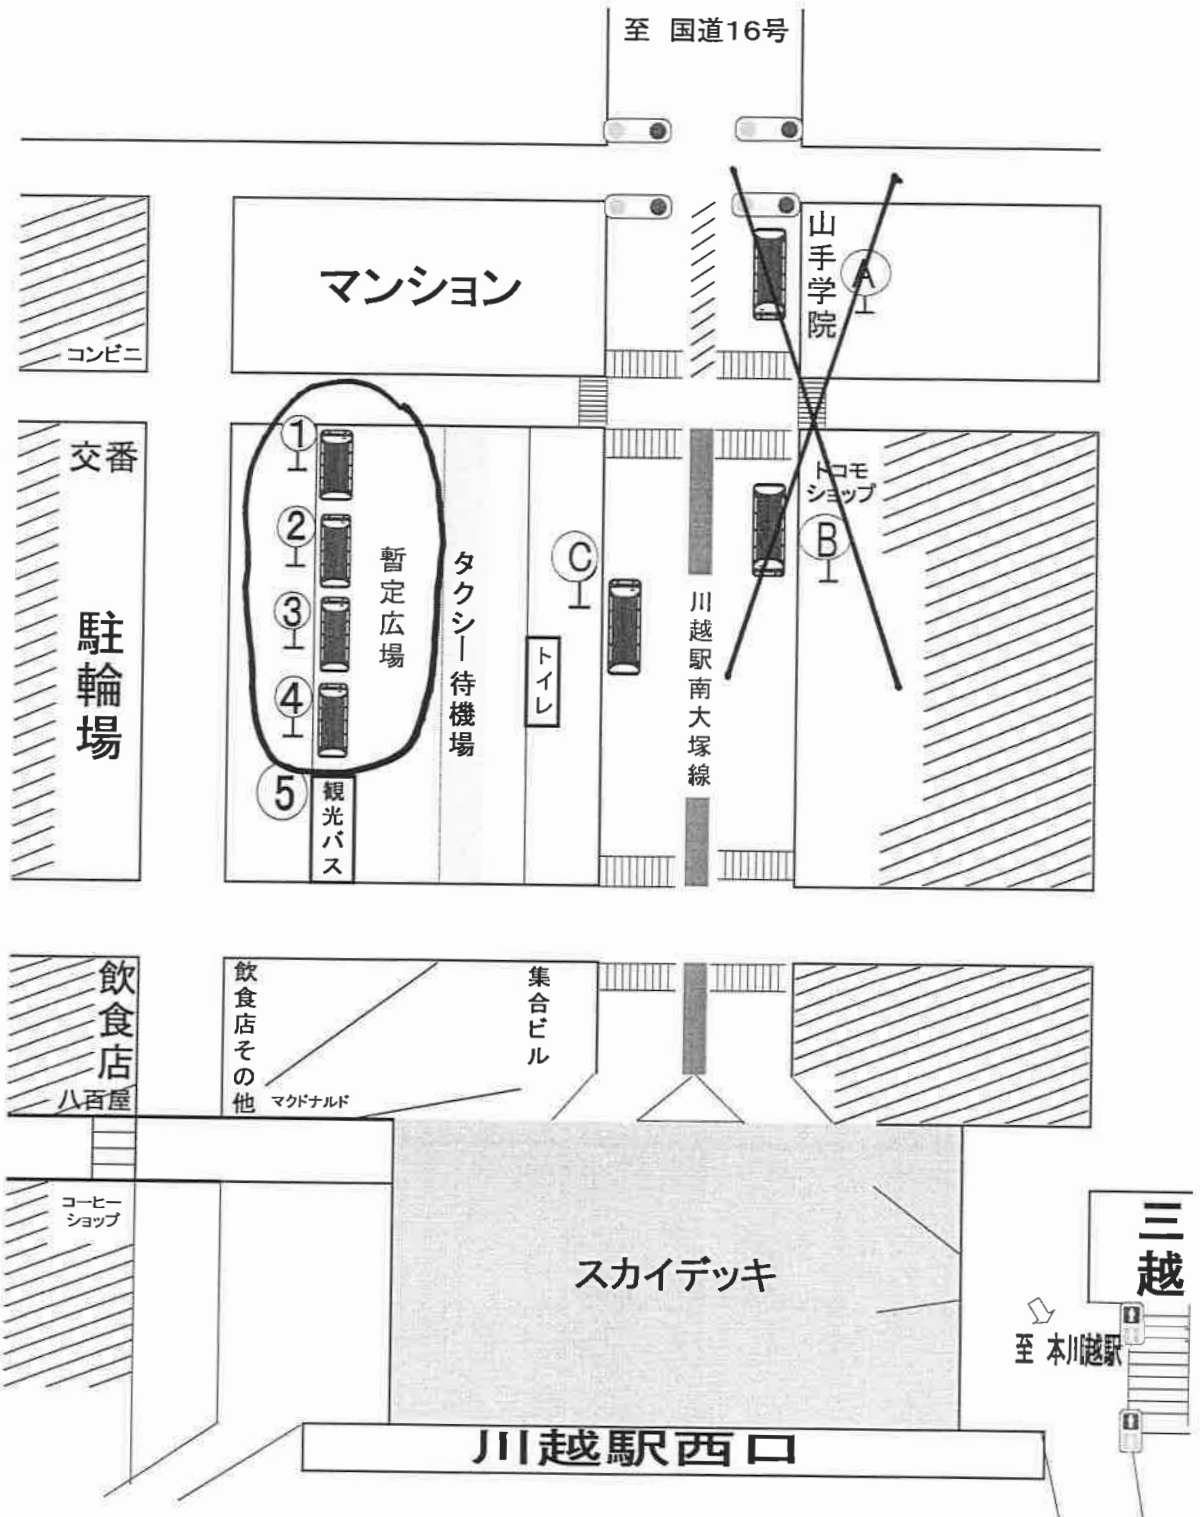 至 国道16号
マンション
山手学院
A
コンビニ
交番
駐輪場
1
2
3
4
5
暫定広場
観光バス
タクシー待機場
トイレ
C
川越駅南大塚線
ドコモ
ショップ
B
飲食店
八百屋
飲食店その他
マクドナルド
集合ビル
コーヒー
ショップ
スカイデッキ
三越
至 本川越駅
川越駅西口